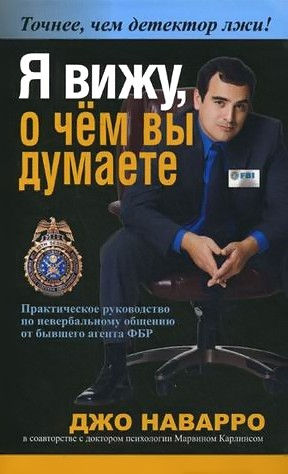 Точнее, чем детектор лжи!
Я вижу,
о чём вы
думаете
FBI
Практическое руководство
по невербальному общению
от бывшего агента ФБР
ДЖО НАВАРРО
в соавторстве с доктором психологии Марвином Карлинсом